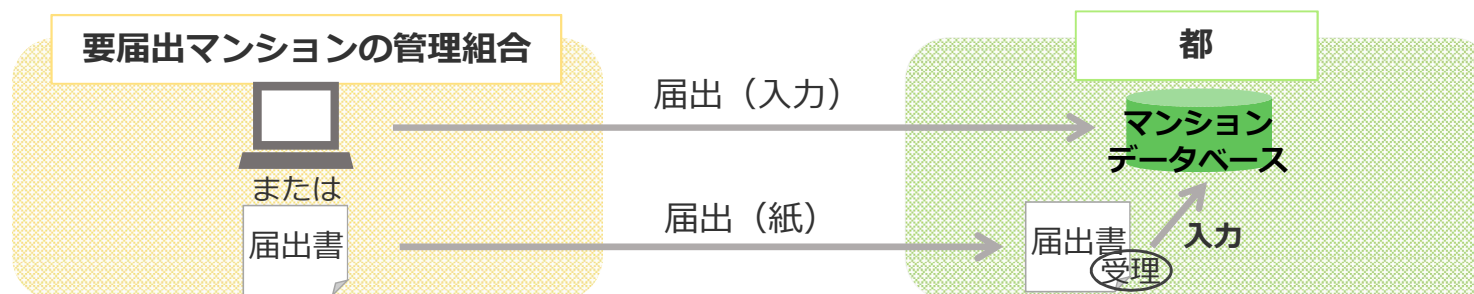 要届出マンションの管理組合
都
届出（入力）
マンション
データベース
または
届出（紙）
届出書
届出書
入力
受理